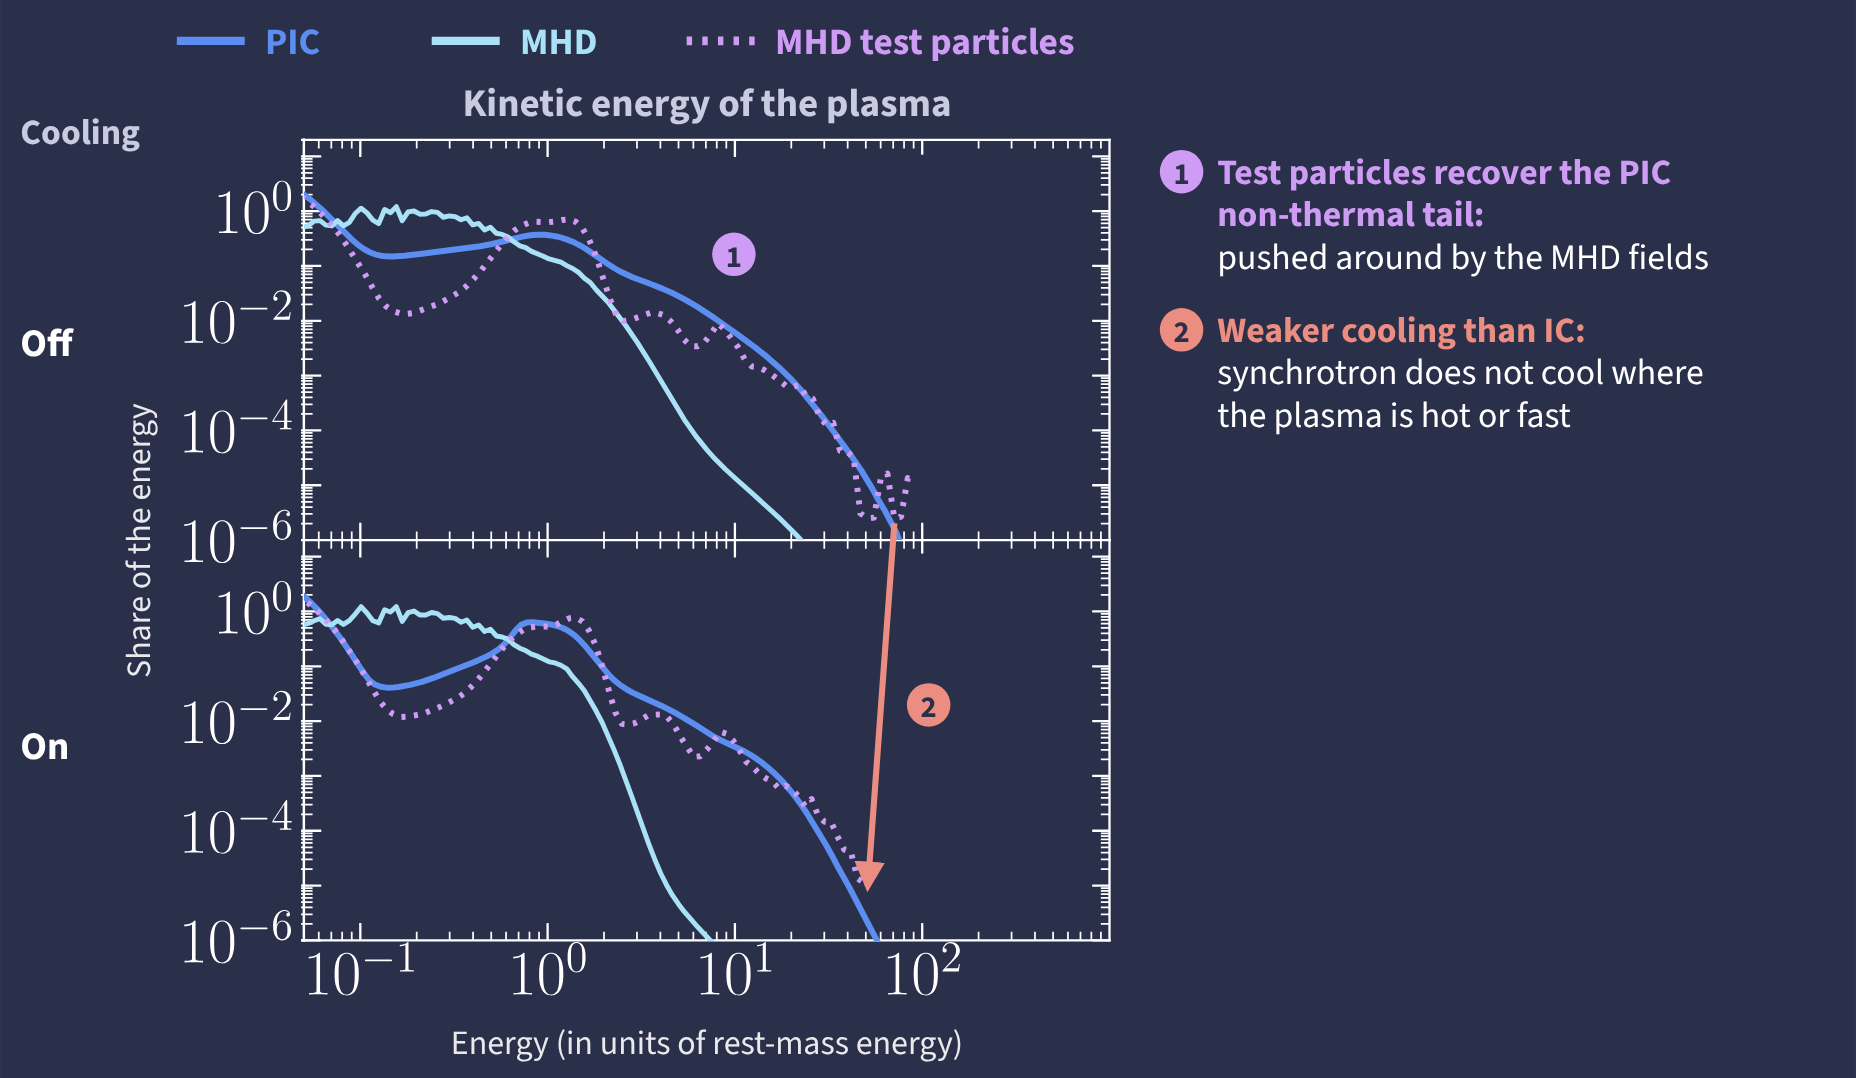 PIC MHD MHD test particles
Kinetic energy of the plasma
Cooling
Off
On
Share of the energy
10^0
10^−2
10^−4
10^−6
10^0
10^−2
10^−4
10^−6
10^−1 10^0 10^1 10^2
Energy (in units of rest-mass energy)
1
2
1 Test particles recover the PIC
non-thermal tail:
pushed around by the MHD fields
2 Weaker cooling than IC:
synchrotron does not cool where
the plasma is hot or fast